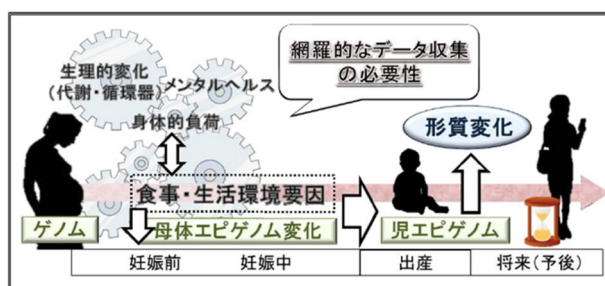 網羅的なデータ収集
の必要性
生理的変化
(代謝・循環器)
メンタルヘルス
身体的負荷
形質変化
食事・生活環境要因
ゲノム
母体エピゲノム変化
児エピゲノム
妊娠前
妊娠中
出産
将来(予後)